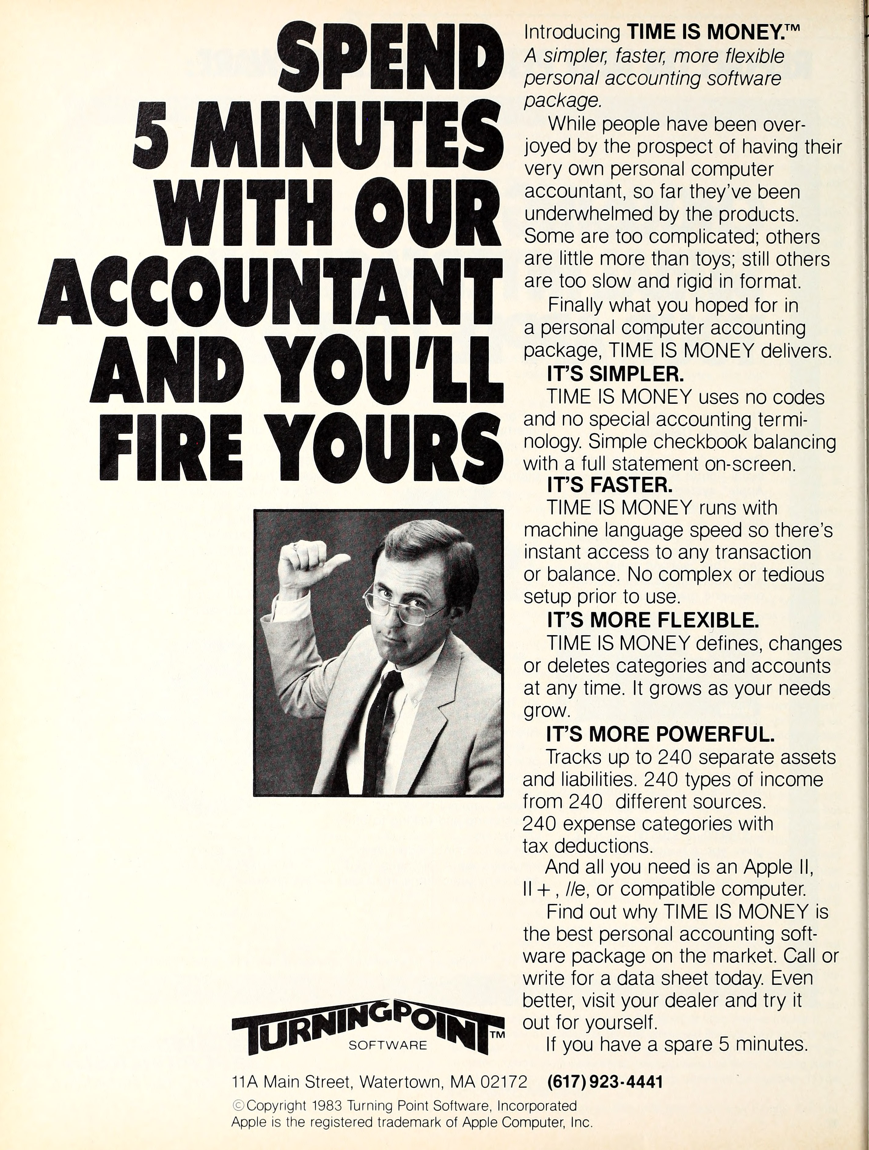 SPEND
5 MINUTES
WITH OUR
ACCOUNTANT
AND YOU'LL
FIRE YOURS
Introducing TIME IS MONEY.™
A simpler, faster, more flexible
personal accounting software
package.
While people have been over-
joyed by the prospect of having their
very own personal computer
accountant, so far they've been
underwhelmed by the products.
Some are too complicated; others
are little more than toys; still others
are too slow and rigid in format.
Finally what you hoped for in
a personal computer accounting
package, TIME IS MONEY delivers.
IT'S SIMPLER.
TIME IS MONEY uses no codes
and no special accounting termi-
nology. Simple checkbook balancing
with a full statement on-screen.
IT'S FASTER.
TIME IS MONEY runs with
machine language speed so there's
instant access to any transaction
or balance. No complex or tedious
setup prior to use.
IT'S MORE FLEXIBLE.
TIME IS MONEY defines, changes
or deletes categories and accounts
at any time. It grows as your needs
grow.
IT'S MORE POWERFUL.
Tracks up to 240 separate assets
and liabilities. 240 types of income
from 240 different sources.
240 expense categories with
tax deductions.
And all you need is an Apple II,
II + , //e, or compatible computer.
Find out why TIME IS MONEY is
the best personal accounting soft-
ware package on the market. Call or
write for a data sheet today. Even
better, visit your dealer and try it
out for yourself.
If you have a spare 5 minutes.
TURNINGPOINT™
SOFTWARE
11A Main Street, Watertown, MA 02172 (617) 923-4441
©Copyright 1983 Turning Point Software, Incorporated
Apple is the registered trademark of Apple Computer, Inc.